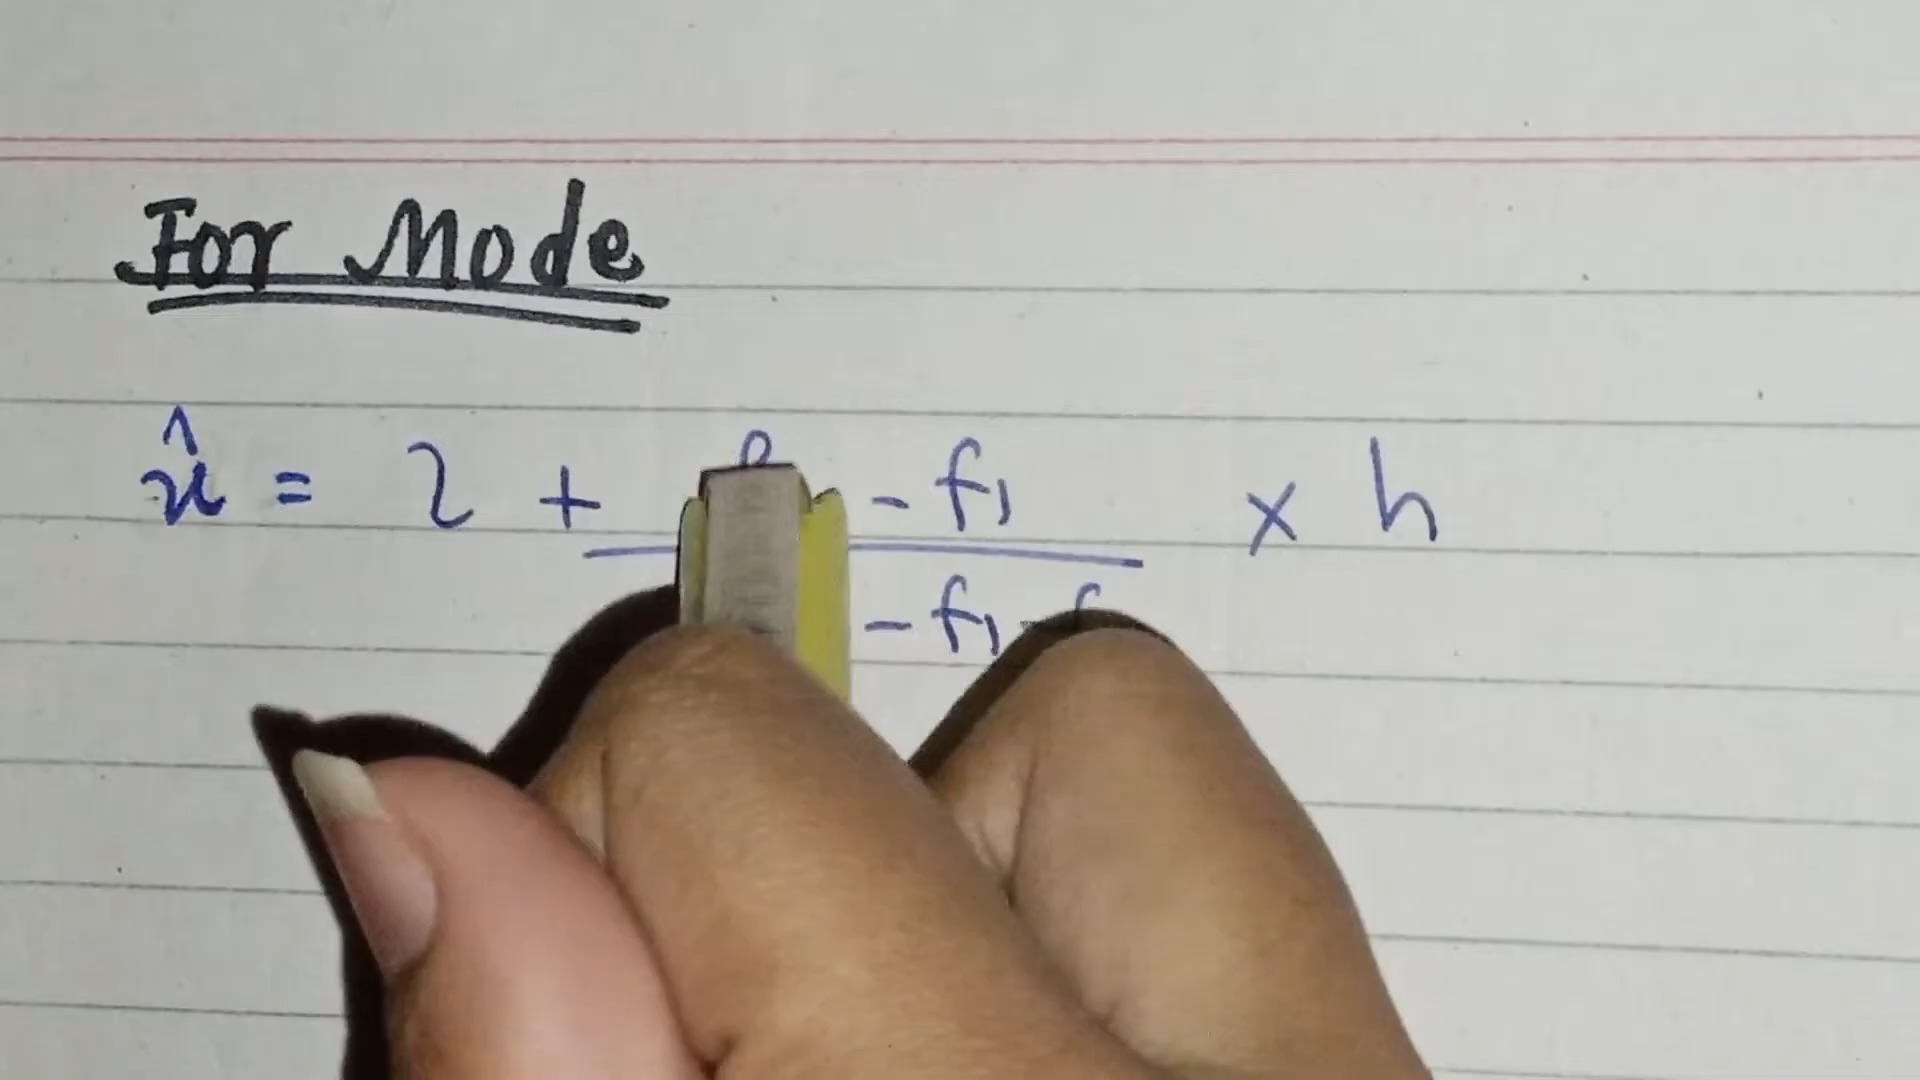 For Mode
x̂ = l + - f1 × h
- f1 -